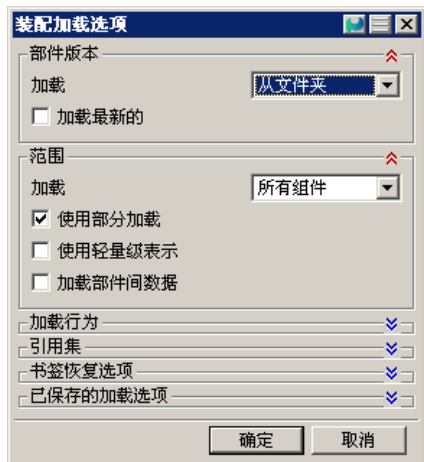 装配加载选项
部件版本
加载 从文件夹
加载最新的
范围
加载 所有组件
使用部分加载
使用轻量级表示
加载部件间数据
加载行为
引用集
书签恢复选项
已保存的加载选项
确定 取消